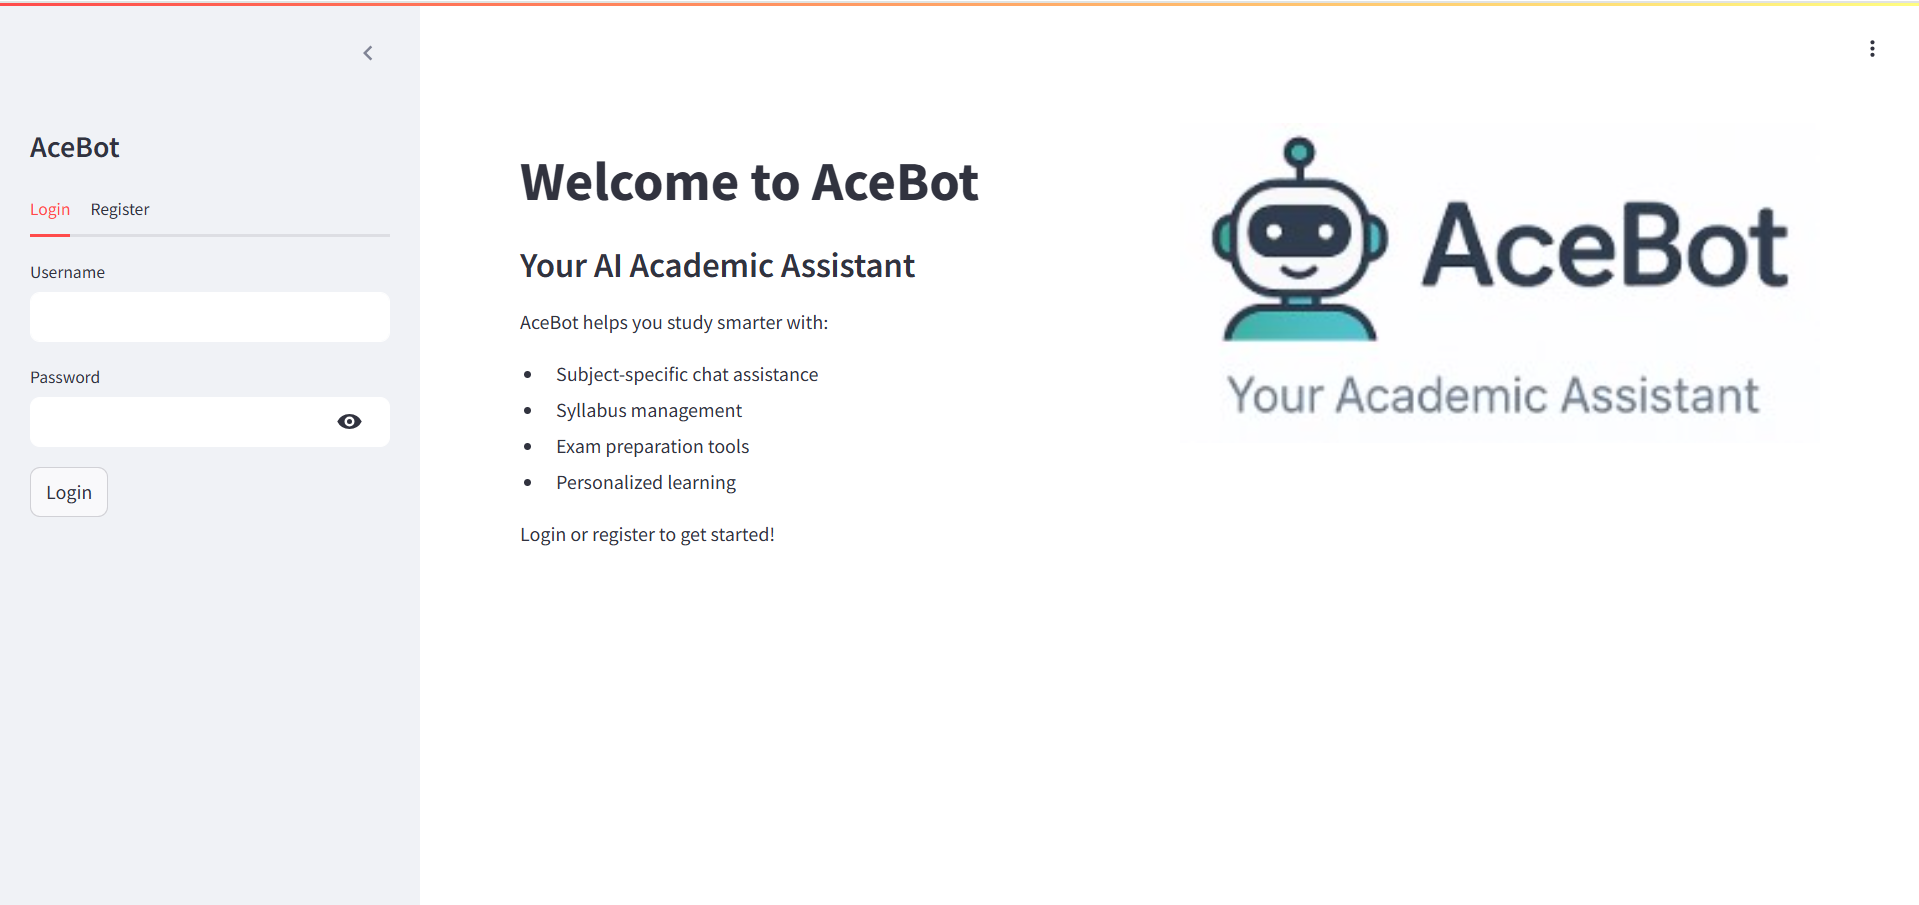 AceBot
Login Register
Username
Password
Login
Welcome to AceBot
Your AI Academic Assistant
AceBot helps you study smarter with:
• Subject-specific chat assistance
• Syllabus management
• Exam preparation tools
• Personalized learning
Login or register to get started!
AceBot
Your Academic Assistant